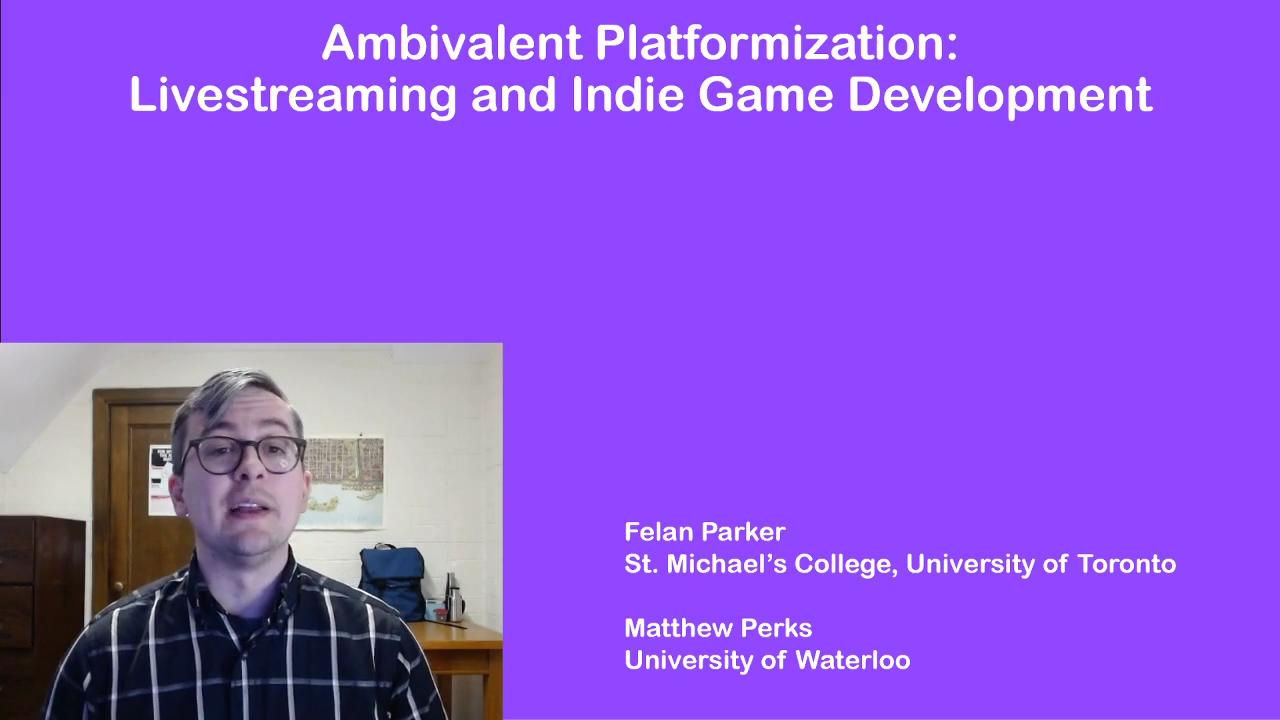 Ambivalent Platformization:
Livestreaming and Indie Game Development
Felan Parker
St. Michael’s College, University of Toronto
Matthew Perks
University of Waterloo